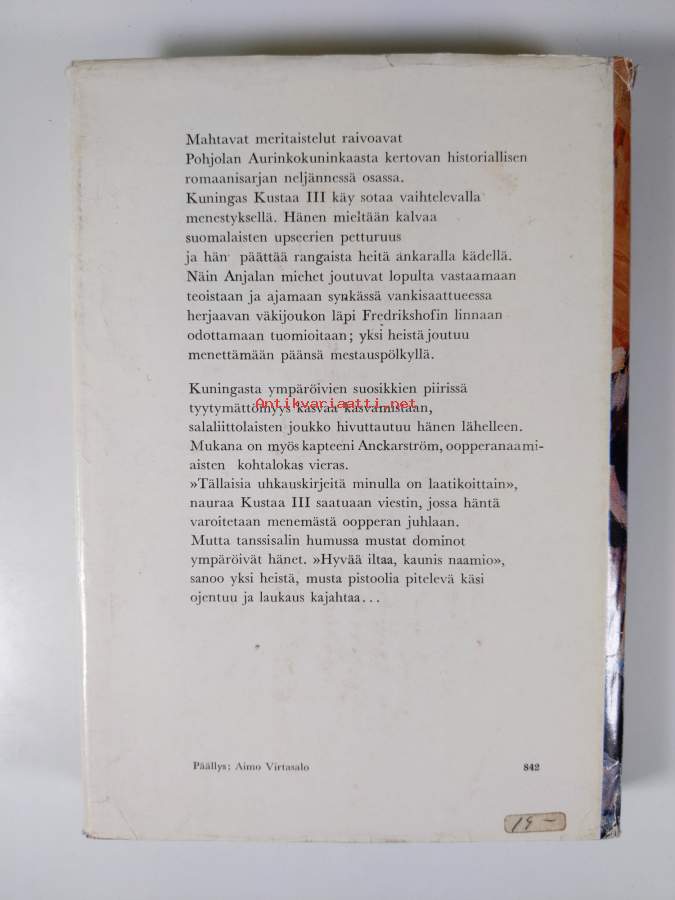 Mahtavat meritaistelut raivoavat
Pohjolan Aurinkokuninkaasta kertovan historiallisen
romaanisarjan neljännessä osassa.
Kuningas Kustaa III käy sotaa vaihtelevalla
menestyksellä. Hänen mieltään kalvaa
suomalaisten upseerien petturuus
ja hän päättää rangaista heitä ankaralla kädellä.
Näin Anjalan miehet joutuvat lopulta vastaamaan
teoistaan ja ajamaan synkässä vankisaattueessa
herjaavan väkijoukon läpi Fredrikshofin linnaan
odottamaan tuomioitaan; yksi heistä joutuu
menettämään päänsä mestauspölkyllä.
Kuningasta ympäröivien suosikkien piirissä
Antikvariaatti.net
tyytymättömyys kasvaa kasvamistaan,
salaliittolaisten joukko hivuttautuu hänen lähelleen.
Mukana on myös kapteeni Anckarström, oopperanaami-
aisten kohtalokas vieras.
»Tällaisia uhkauskirjeitä minulla on laatikoittain»,
nauraa Kustaa III saatuaan viestin, jossa häntä
varoitetaan menemästä oopperan juhlaan.
Mutta tanssisalin humussa mustat dominot
ympäröivät hänet. »Hyvää iltaa, kaunis naamio»,
sanoo yksi heistä, musta pistoolia pitelevä käsi
ojentuu ja laukaus kajahtaa...
Päällys: Aimo Virtasalo 842
19 –